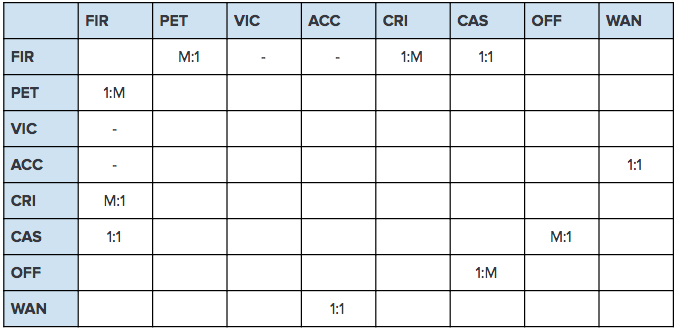 FIR PET VIC ACC CRI CAS OFF WAN
FIR M:1 - - 1:M 1:1
PET 1:M
VIC -
ACC - 1:1
CRI M:1
CAS 1:1 M:1
OFF 1:M
WAN 1:1